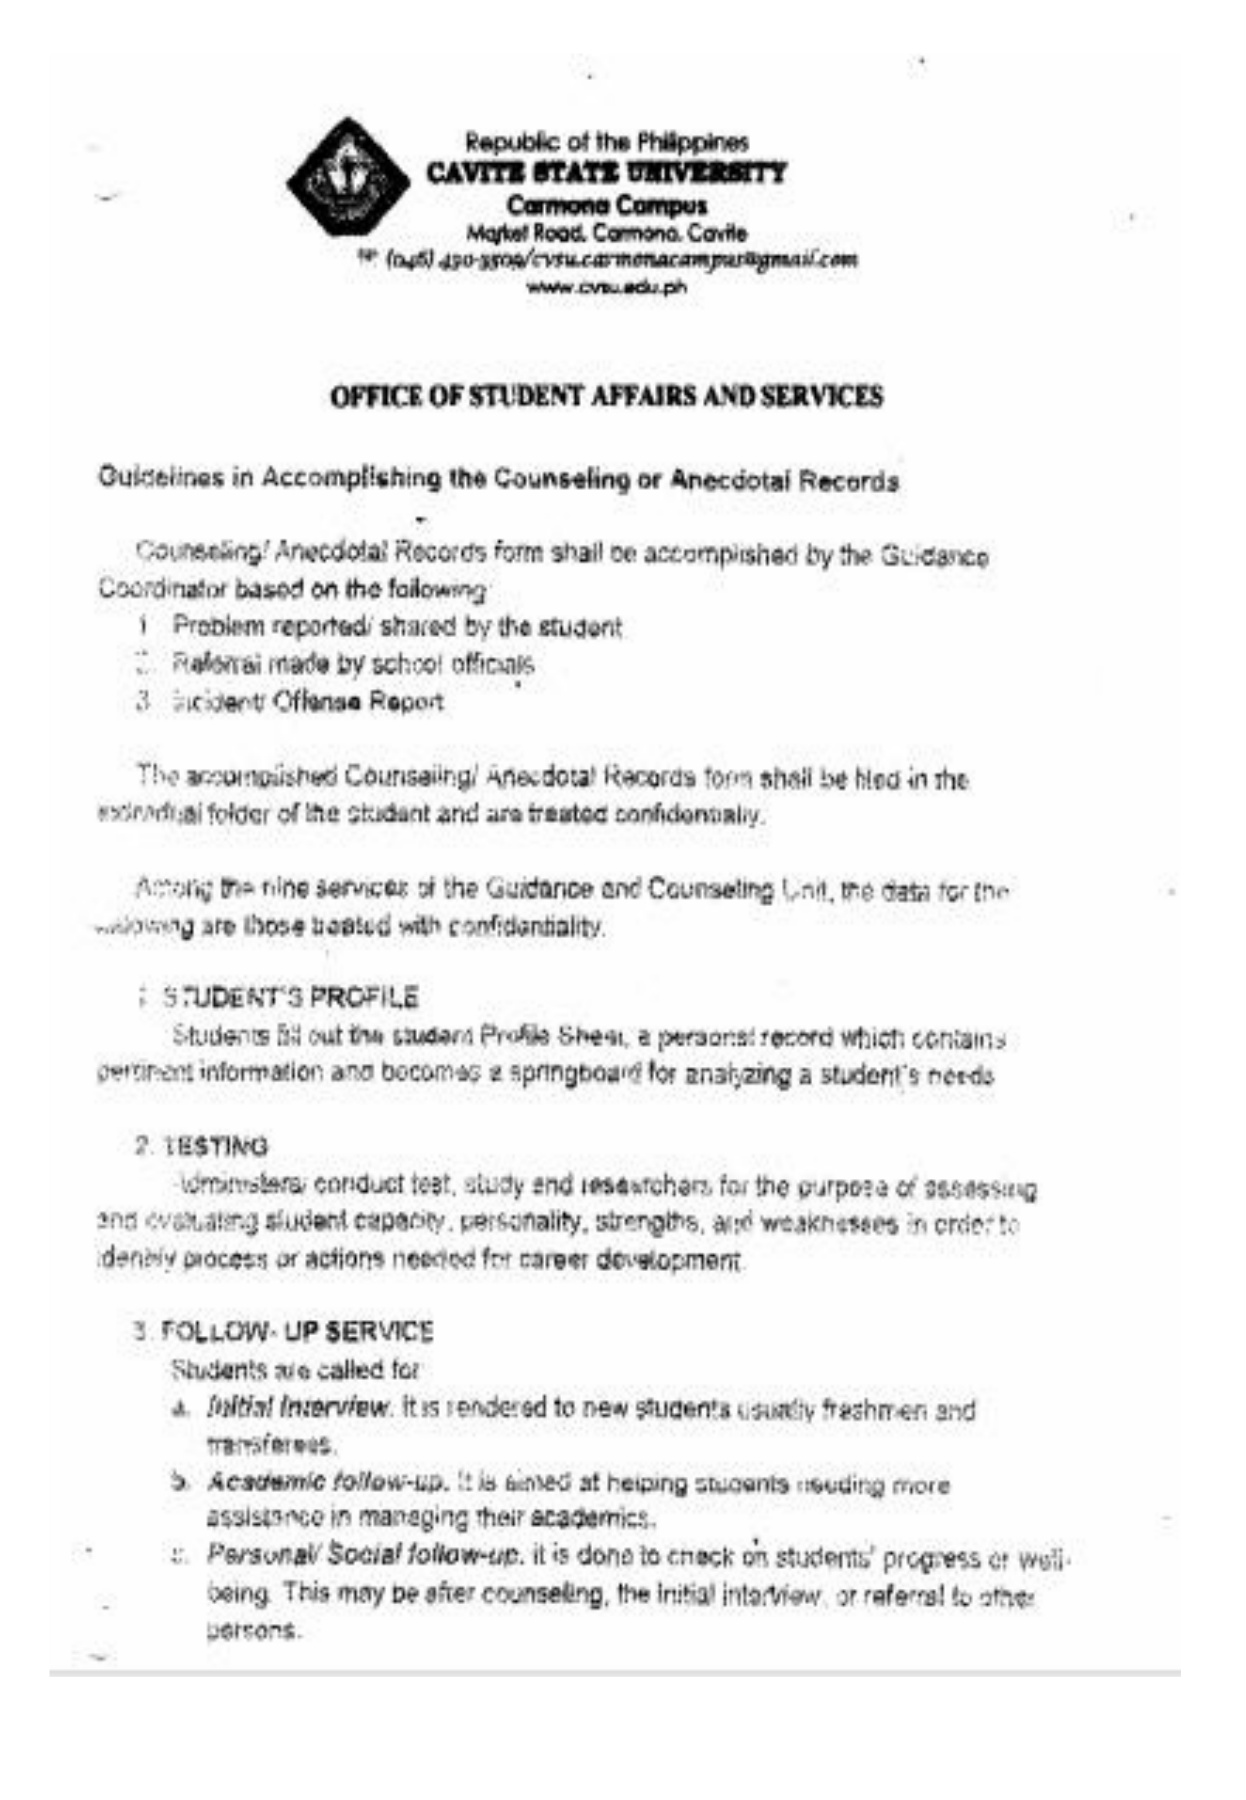 Republic of the Philippines
CAVITE STATE UNIVERSITY
Carmona Campus
Market Road, Carmona, Cavite
☏ (046) 430-3509/cvsu.carmonacampus@gmail.com
www.cvsu.edu.ph
OFFICE OF STUDENT AFFAIRS AND SERVICES
Guidelines in Accomplishing the Counseling or Anecdotal Records
Counseling/ Anecdotal Records form shall be accomplished by the Guidance
Coordinator based on the following:
1. Problem reported/ shared by the student
2. Referral made by school officials
3. Incident/ Offense Report
The accomplished Counseling/ Anecdotal Records form shall be filed in the
individual folder of the student and are treated confidentially.
Among the nine services of the Guidance and Counseling Unit, the data for the
following are those treated with confidentiality.
1. STUDENT'S PROFILE
Students fill out the student Profile Sheet, a personal record which contains
pertinent information and becomes a springboard for analyzing a student's needs
2. TESTING
Administers/ conduct test, study and researchers for the purpose of assessing
and evaluating student capacity, personality, strengths, and weaknesses in order to
identify process or actions needed for career development.
3. FOLLOW- UP SERVICE
Students are called for
a. Initial Interview. It is rendered to new students usually freshmen and
transferees.
b. Academic follow-up. It is aimed at helping students needing more
assistance in managing their academics.
c. Personal/ Social follow-up. it is done to check on students' progress or well-
being. This may be after counseling, the initial interview, or referral to other
persons.